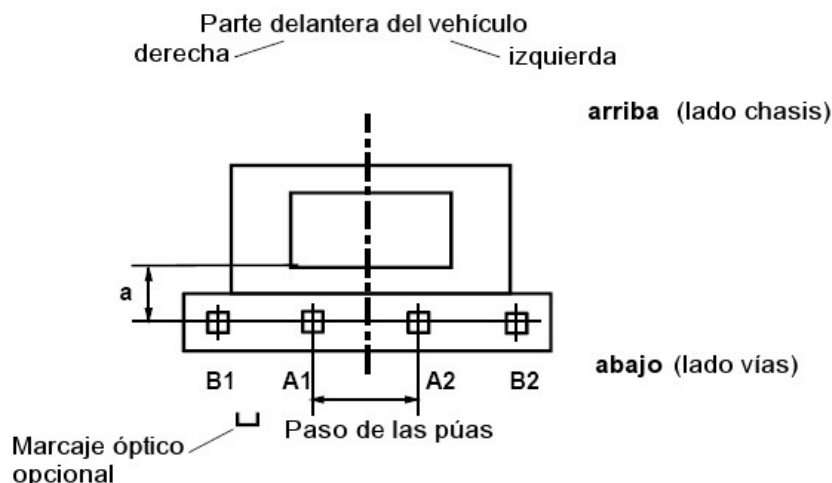 Parte delantera del vehículo
derecha
izquierda
arriba (lado chasis)
a
abajo (lado vías)
B1 A1 A2 B2
Paso de las púas
Marcaje óptico
opcional